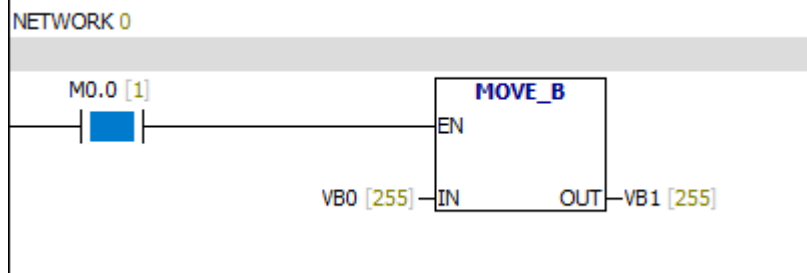 NETWORK 0
M0.0 [1]
MOVE_B
EN
VB0 [255] IN OUT VB1 [255]